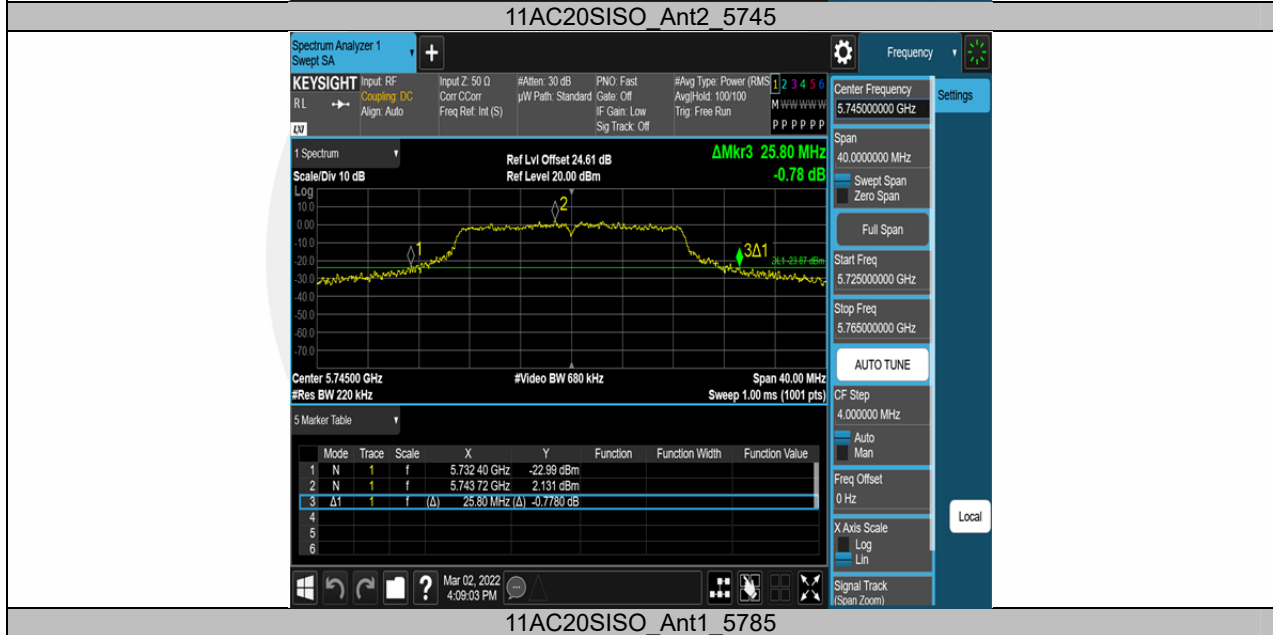 11AC20SISO_Ant2_5745
Spectrum Analyzer 1
Swept SA
+
Frequency
KEYSIGHT
RL
LXI
Input: RF
Coupling: DC
Align: Auto
Input Z: 50 Ω
Corr CCorr
Freq Ref: Int (S)
#Atten: 30 dB
µW Path: Standard
PNO: Fast
Gate: Off
IF Gain: Low
Sig Track: Off
#Avg Type: Power (RMS
Avg|Hold: 100/100
Trig: Free Run
1 2 3 4 5 6
M W W W W W
P P P P P P
Center Frequency
5.745000000 GHz
Settings
Span
40.0000000 MHz
Swept Span
Zero Span
Full Span
Start Freq
5.725000000 GHz
Stop Freq
5.765000000 GHz
AUTO TUNE
CF Step
4.000000 MHz
Auto
Man
Freq Offset
0 Hz
X Axis Scale
Log
Lin
Signal Track
(Span Zoom)
Local
1 Spectrum
Scale/Div 10 dB
Ref Lvl Offset 24.61 dB
Ref Level 20.00 dBm
ΔMkr3 25.80 MHz
-0.78 dB
Log
10.0
0.00
-10.0
-20.0
-30.0
-40.0
-50.0
-60.0
-70.0
1
2
3Δ1
DL1 -23.87 dBm
Center 5.74500 GHz
#Video BW 680 kHz
Span 40.00 MHz
#Res BW 220 kHz
Sweep 1.00 ms (1001 pts)
5 Marker Table
Mode Trace Scale X Y Function Function Width Function Value
1 N 1 f 5.732 40 GHz -22.99 dBm
2 N 1 f 5.743 72 GHz 2.131 dBm
3 Δ1 1 f (Δ) 25.80 MHz (Δ) -0.7780 dB
4
5
6
?
Mar 02, 2022
4:09:03 PM
11AC20SISO_Ant1_5785